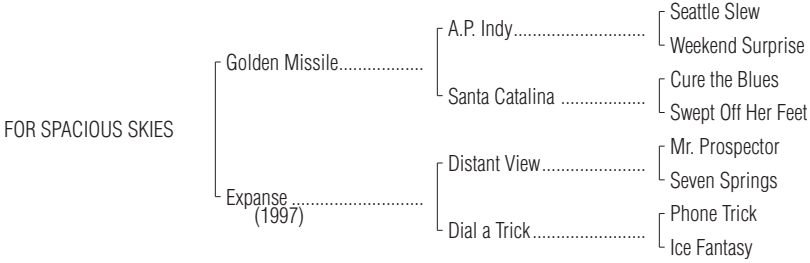 Seattle Slew
A.P. Indy............................
Weekend Surprise
Golden Missile..................
Cure the Blues
Santa Catalina ..................
Swept Off Her Feet
FOR SPACIOUS SKIES
Mr. Prospector
Distant View......................
Seven Springs
Expanse ............................
(1997)
Phone Trick
Dial a Trick........................
Ice Fantasy